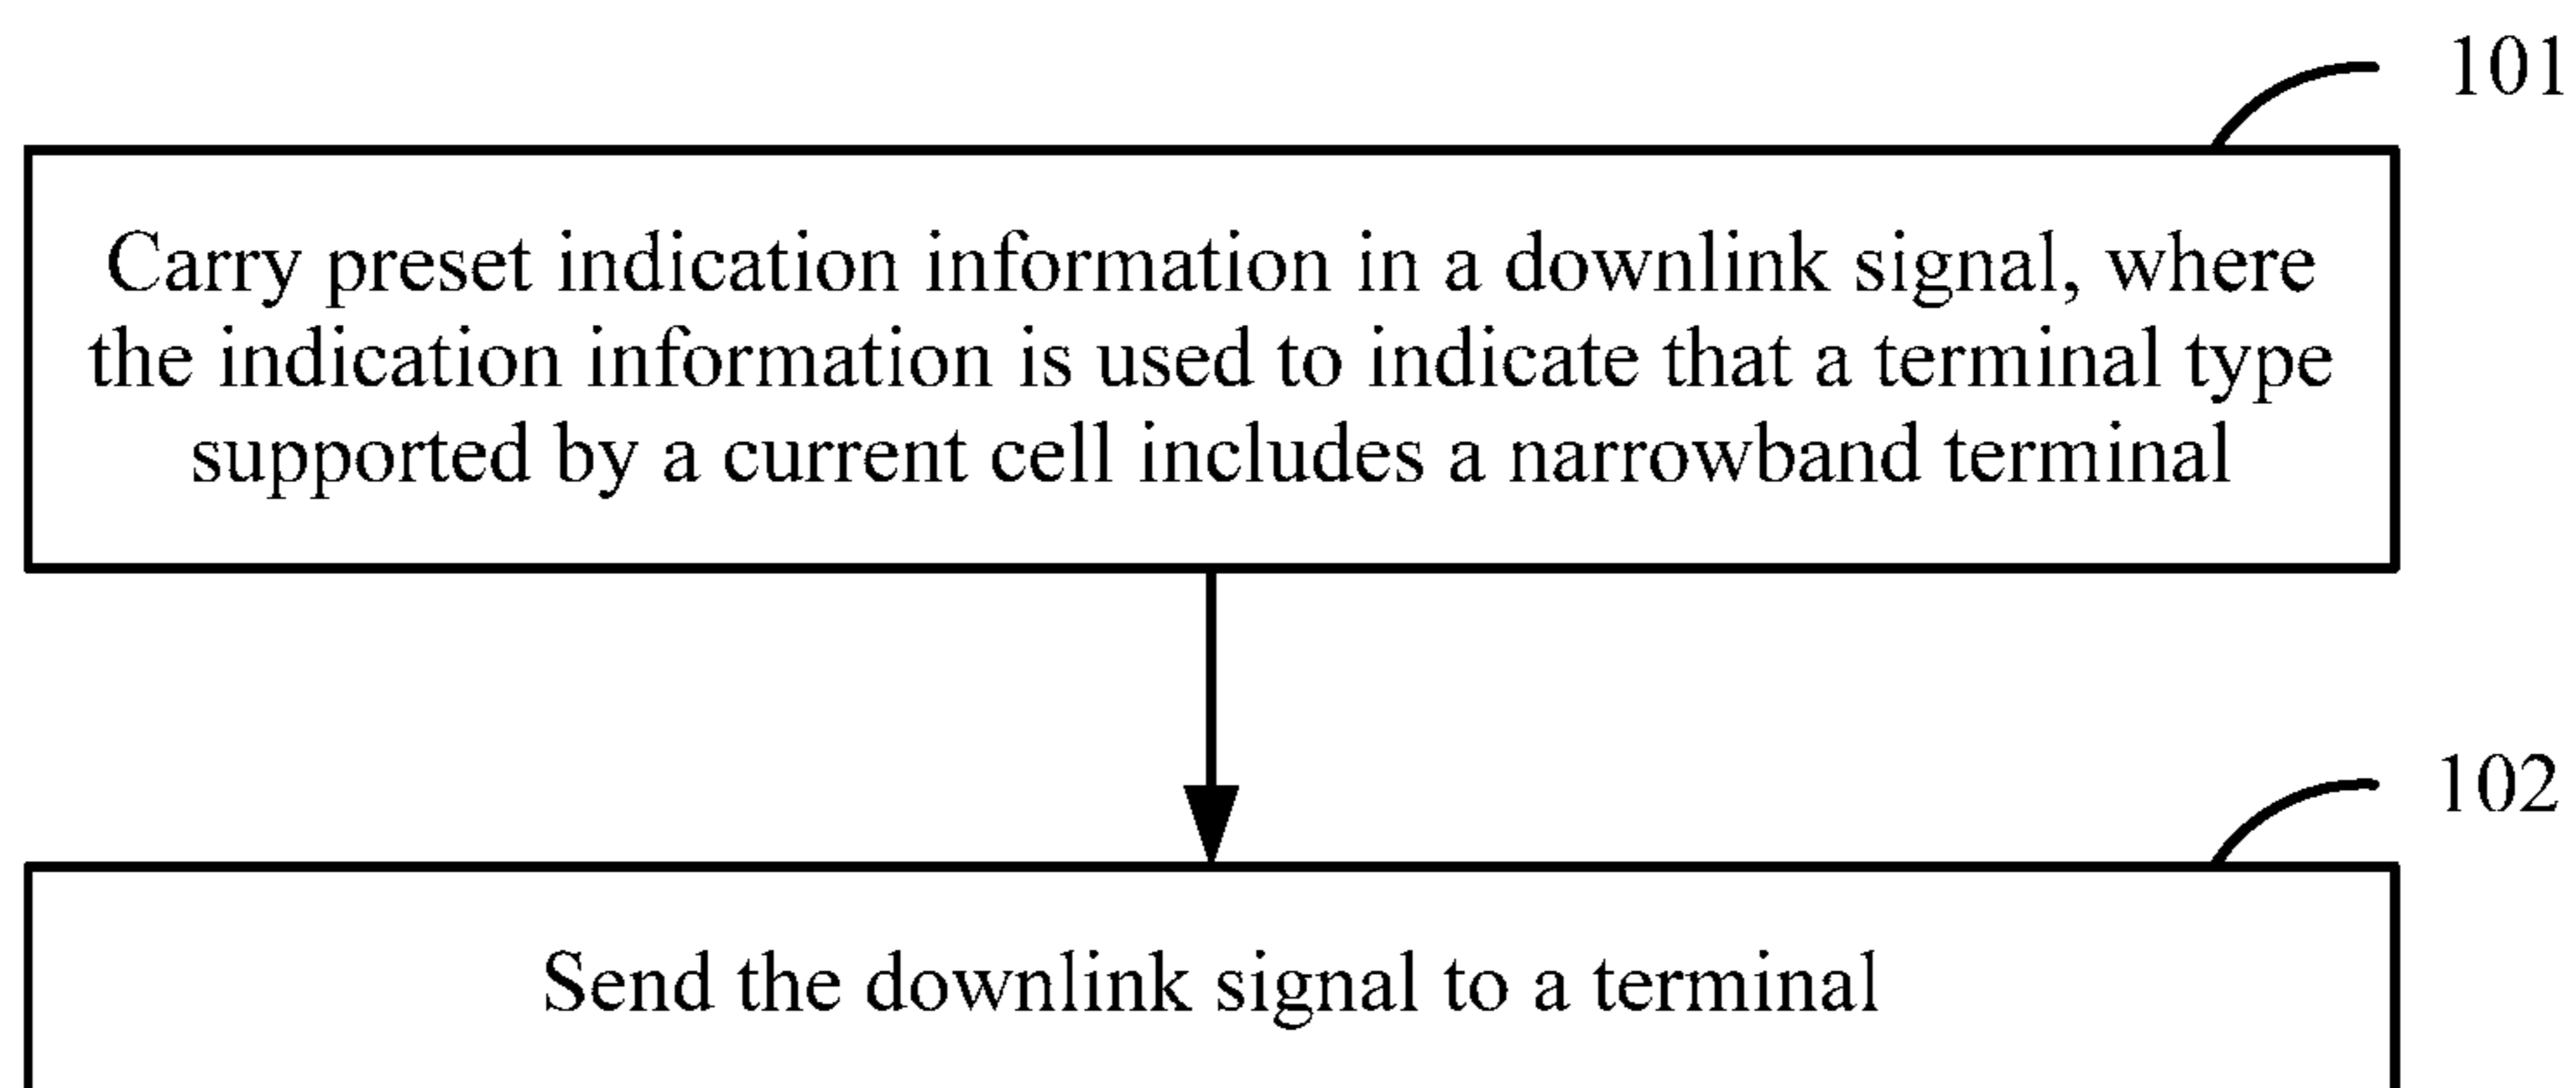 101
Carry preset indication information in a downlink signal, where
the indication information is used to indicate that a terminal type
supported by a current cell includes a narrowband terminal
102
Send the downlink signal to a terminal